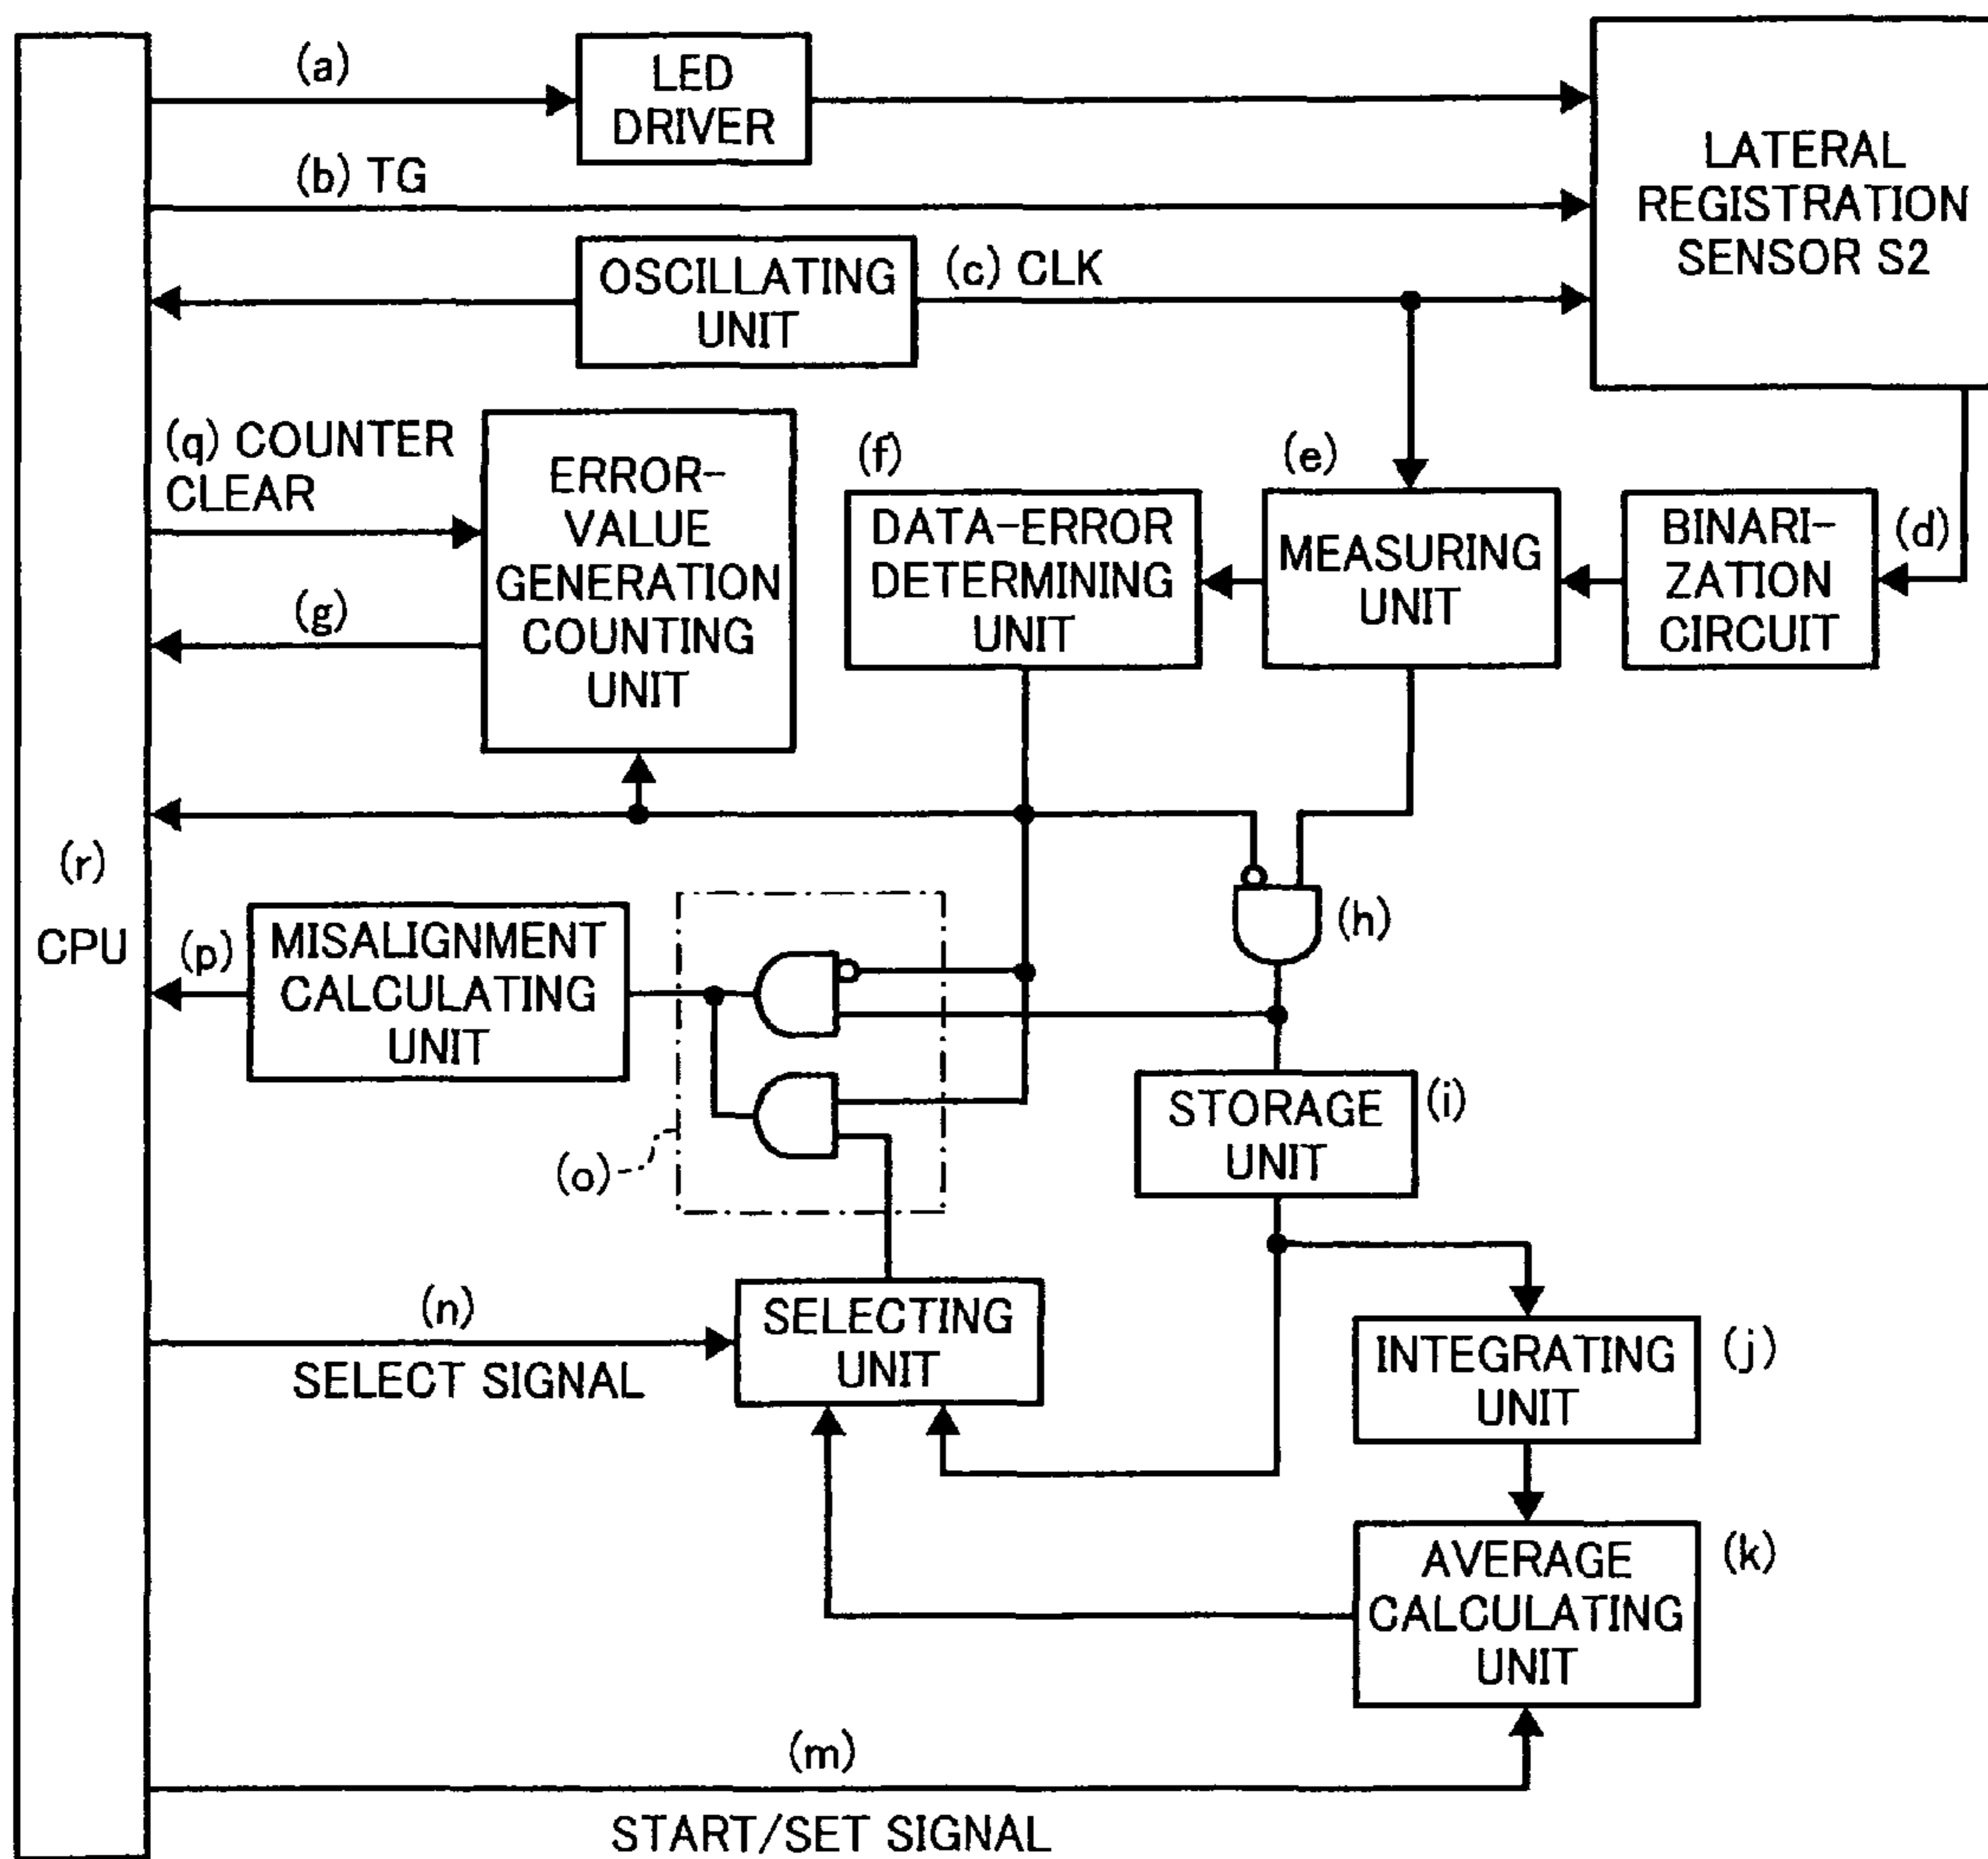 (a)
LED
DRIVER
LATERAL
REGISTRATION
SENSOR S2
(b) TG
OSCILLATING
UNIT
(c) CLK
(q) COUNTER
CLEAR
ERROR-
VALUE
GENERATION
COUNTING
UNIT
(g)
(f)
DATA-ERROR
DETERMINING
UNIT
(e)
MEASURING
UNIT
BINARI-
ZATION
CIRCUIT
(d)
(r)
CPU
(p)
MISALIGNMENT
CALCULATING
UNIT
(h)
(o)
STORAGE
UNIT
(i)
(n)
SELECT SIGNAL
SELECTING
UNIT
INTEGRATING
UNIT
(j)
AVERAGE
CALCULATING
UNIT
(k)
(m)
START/SET SIGNAL